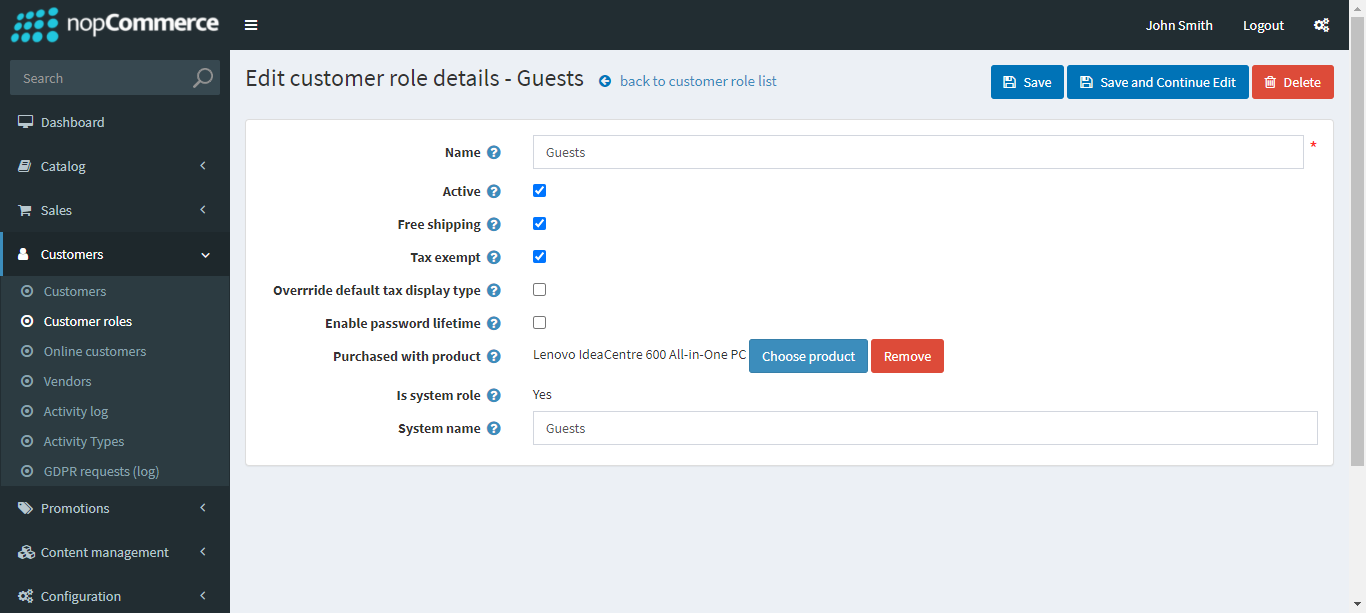 nopCommerce
John Smith Logout
Search
Edit customer role details - Guests back to customer role list
Save Save and Continue Edit Delete
Dashboard
Catalog
Sales
Customers
Customers
Customer roles
Online customers
Vendors
Activity log
Activity Types
GDPR requests (log)
Promotions
Content management
Configuration
Name ? Guests *
Active ?
Free shipping ?
Tax exempt ?
Overrride default tax display type ?
Enable password lifetime ?
Purchased with product ? Lenovo IdeaCentre 600 All-in-One PC Choose product Remove
Is system role ? Yes
System name ? Guests